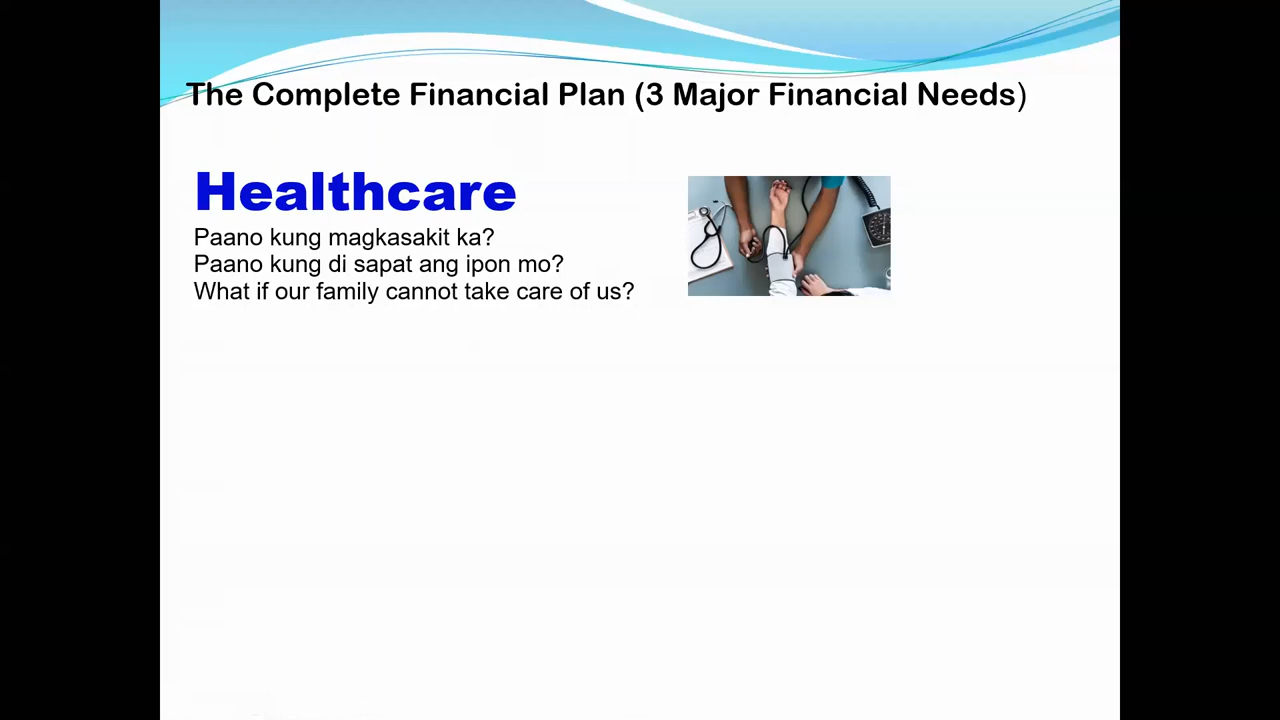 The Complete Financial Plan (3 Major Financial Needs)
Healthcare
Paano kung magkasakit ka?
Paano kung di sapat ang ipon mo?
What if our family cannot take care of us?